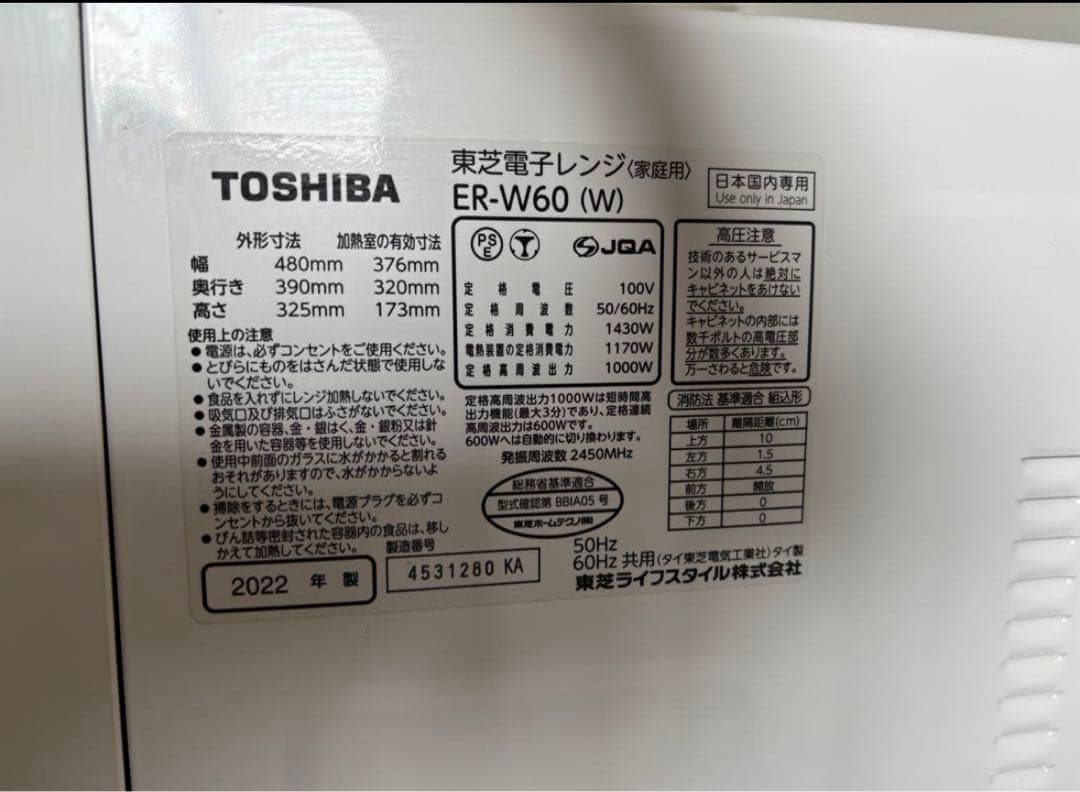 TOSHIBA
東芝電子レンジ〈家庭用〉
ER-W60 (W)
日本国内専用
Use only in Japan
外形寸法 加熱室の有効寸法
幅 480mm 376mm
奥行き 390mm 320mm
高さ 325mm 173mm
使用上の注意
●電源は、必ずコンセントをご使用ください。
●とびらにものをはさんだ状態で使用しな
いでください。
●食品を入れずにレンジ加熱しないでください。
●吸気口及び排気口はふさがないでください。
●金属製の容器、金・銀はく、金・銀粉又は針
金を用いた容器等を使用しないでください。
●使用中前面のガラスに水がかかると割れる
おそれがありますので、水がかからないよ
うにしてください。
●掃除をするときには、電源プラグを必ずコ
ンセントから抜いてください。
●びん詰等密封された容器内の食品は、移し
かえて加熱してください。
2022 年 製
製造番号
4531280 KA
PSE JQA
定格電圧 100V
定格周波数 50/60Hz
定格消費電力 1430W
電熱装置の定格消費電力 1170W
定格高周波出力 1000W
定格高周波出力1000Wは短時間高
出力機能(最大3分)であり、定格連続
高周波出力は600Wです。
600Wへは自動的に切り換わります。
発振周波数 2450MHz
総務省基準適合
型式確認第 BBIA05 号
東芝ホームテクノ(株)
高圧注意
技術のあるサービスマ
ン以外の人は絶対に
キャビネットをあけない
でください。
キャビネットの内部には
数千ボルトの高電圧部
分が数多くあります。
万一さわると危険です。
消防法 基準適合 組込形
場所 離隔距離(cm)
上方 10
左方 1.5
右方 4.5
前方 開放
後方 0
下方 0
50Hz
60Hz 共用(タイ東芝電気工業社)タイ製
東芝ライフスタイル株式会社